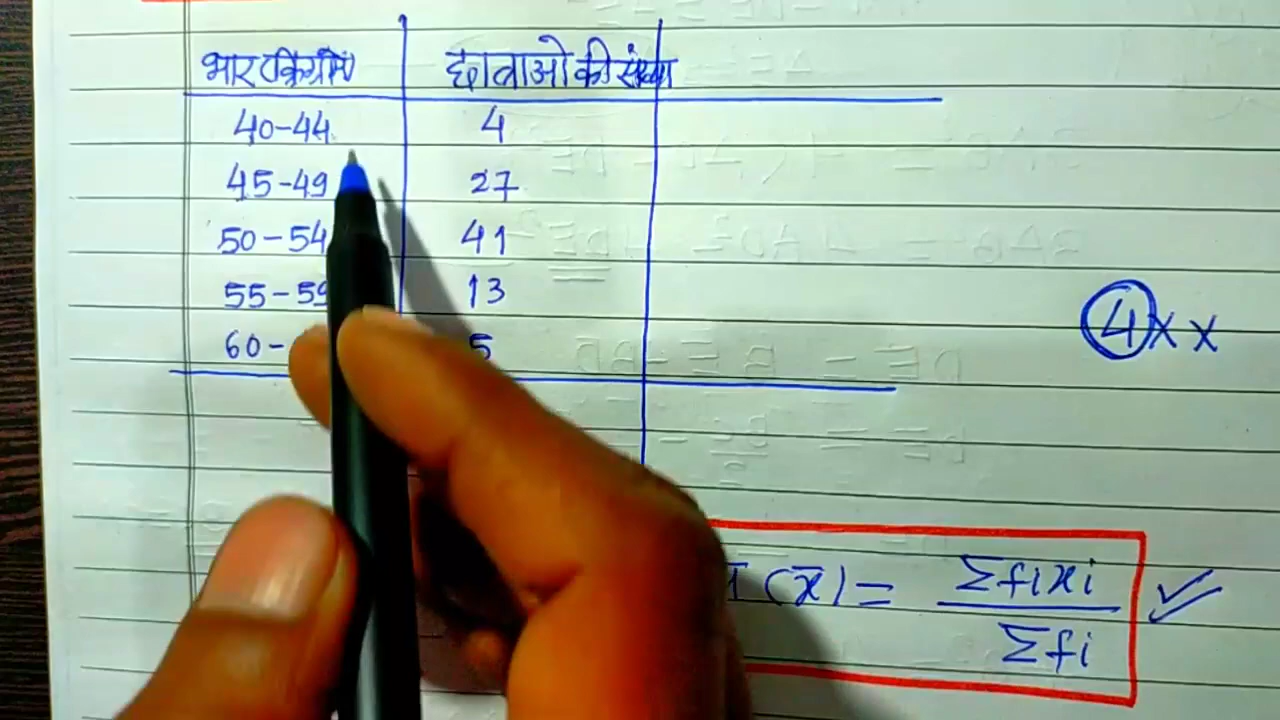 भार किग्रामें छात्राओ की संख्या
40-44 4
45-49 27
50-54 41
55-59 13
60- 5
4 x x
(x̄) = Σfixi / Σfi